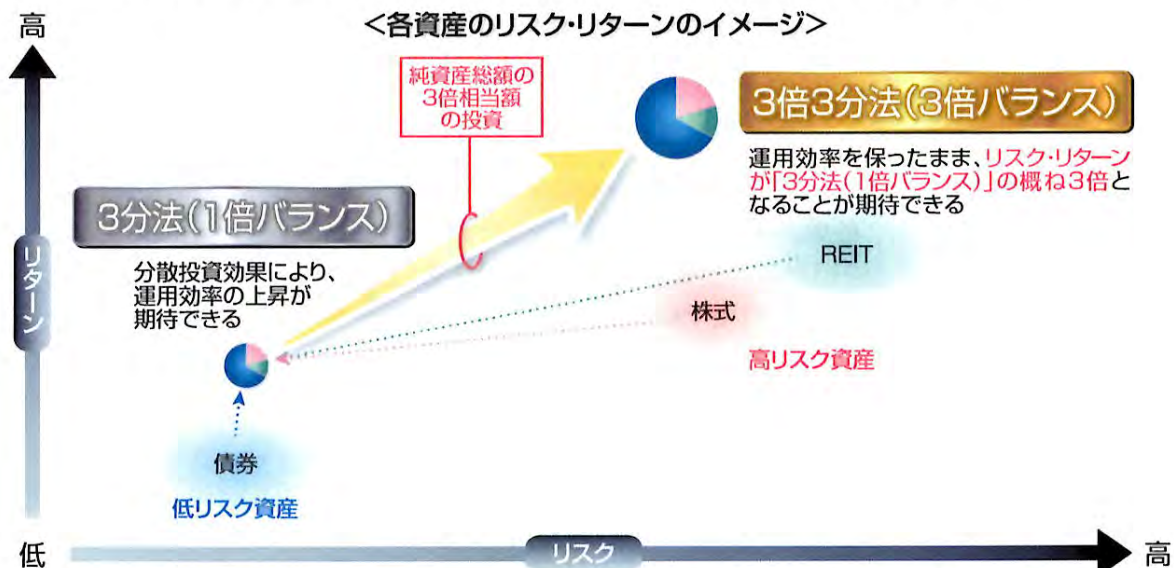 <各資産のリスク・リターンのイメージ>
高
純資産総額の
3倍相当額
の投資
3倍3分法(3倍バランス)
運用効率を保ったまま、リスク・リターン
が「3分法(1倍バランス)」の概ね3倍と
なることが期待できる
3分法(1倍バランス)
分散投資効果により、
運用効率の上昇が
期待できる
リターン
REIT
株式
高リスク資産
債券
低リスク資産
低
リスク
高